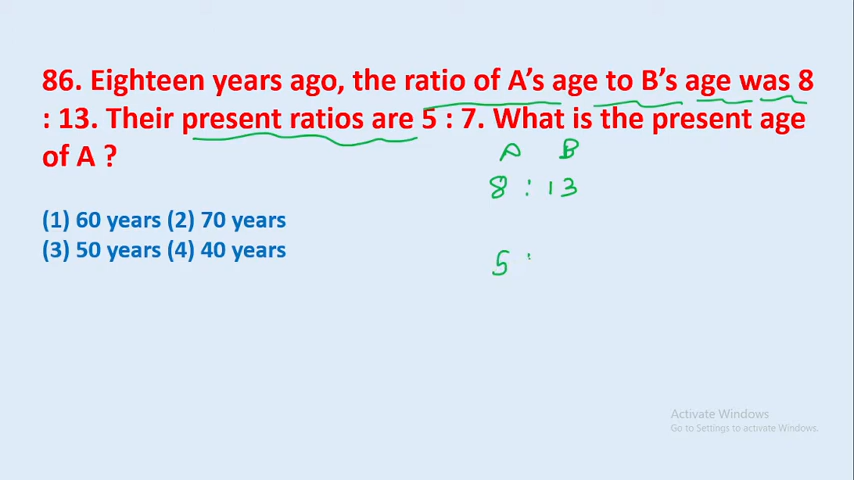 86. Eighteen years ago, the ratio of A's age to B's age was 8
: 13. Their present ratios are 5 : 7. What is the present age
of A ?
A B
8 : 13
(1) 60 years (2) 70 years
(3) 50 years (4) 40 years
5 :
Activate Windows
Go to Settings to activate Windows.